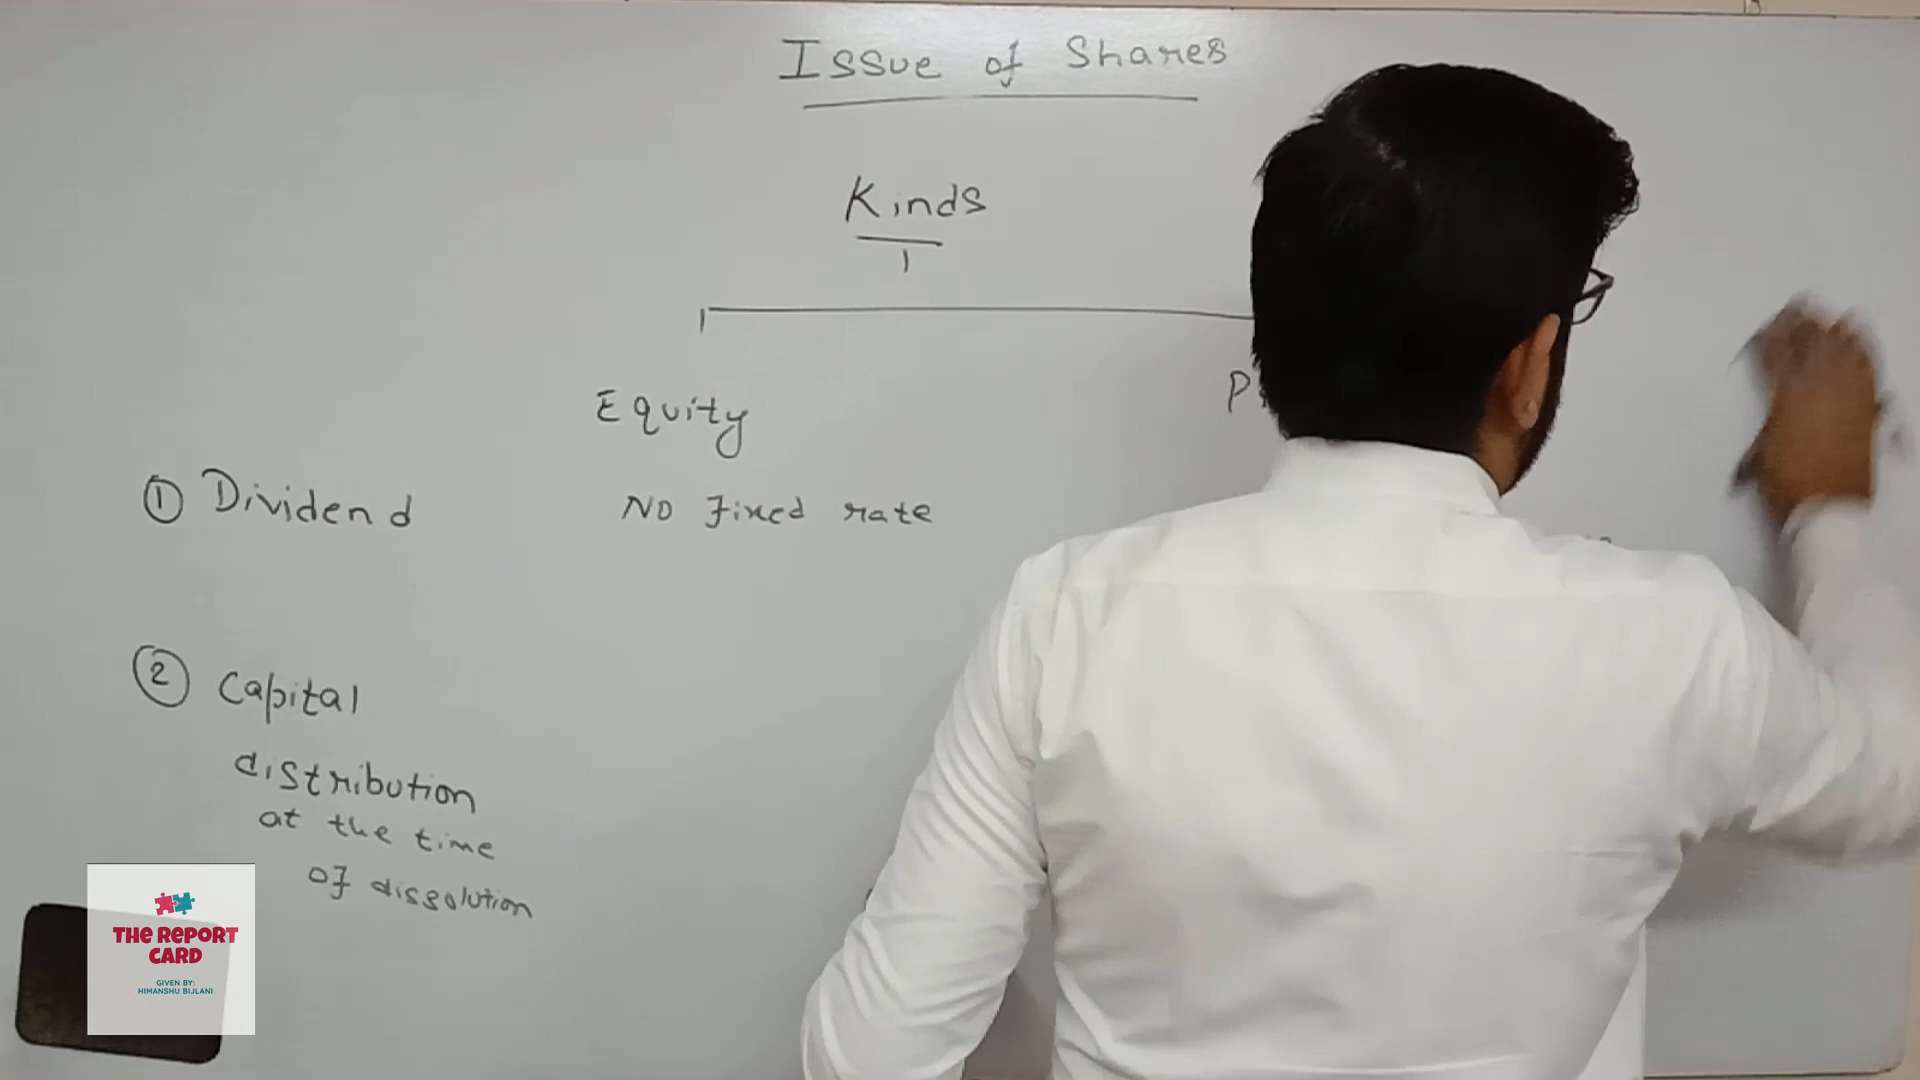 Issue of Shares
Kinds
Equity
① Dividend
No fixed rate
② Capital
distribution
at the time
of dissolution
THE REPORT
CARD
GIVEN BY:
HIMANSHU BIJLANI